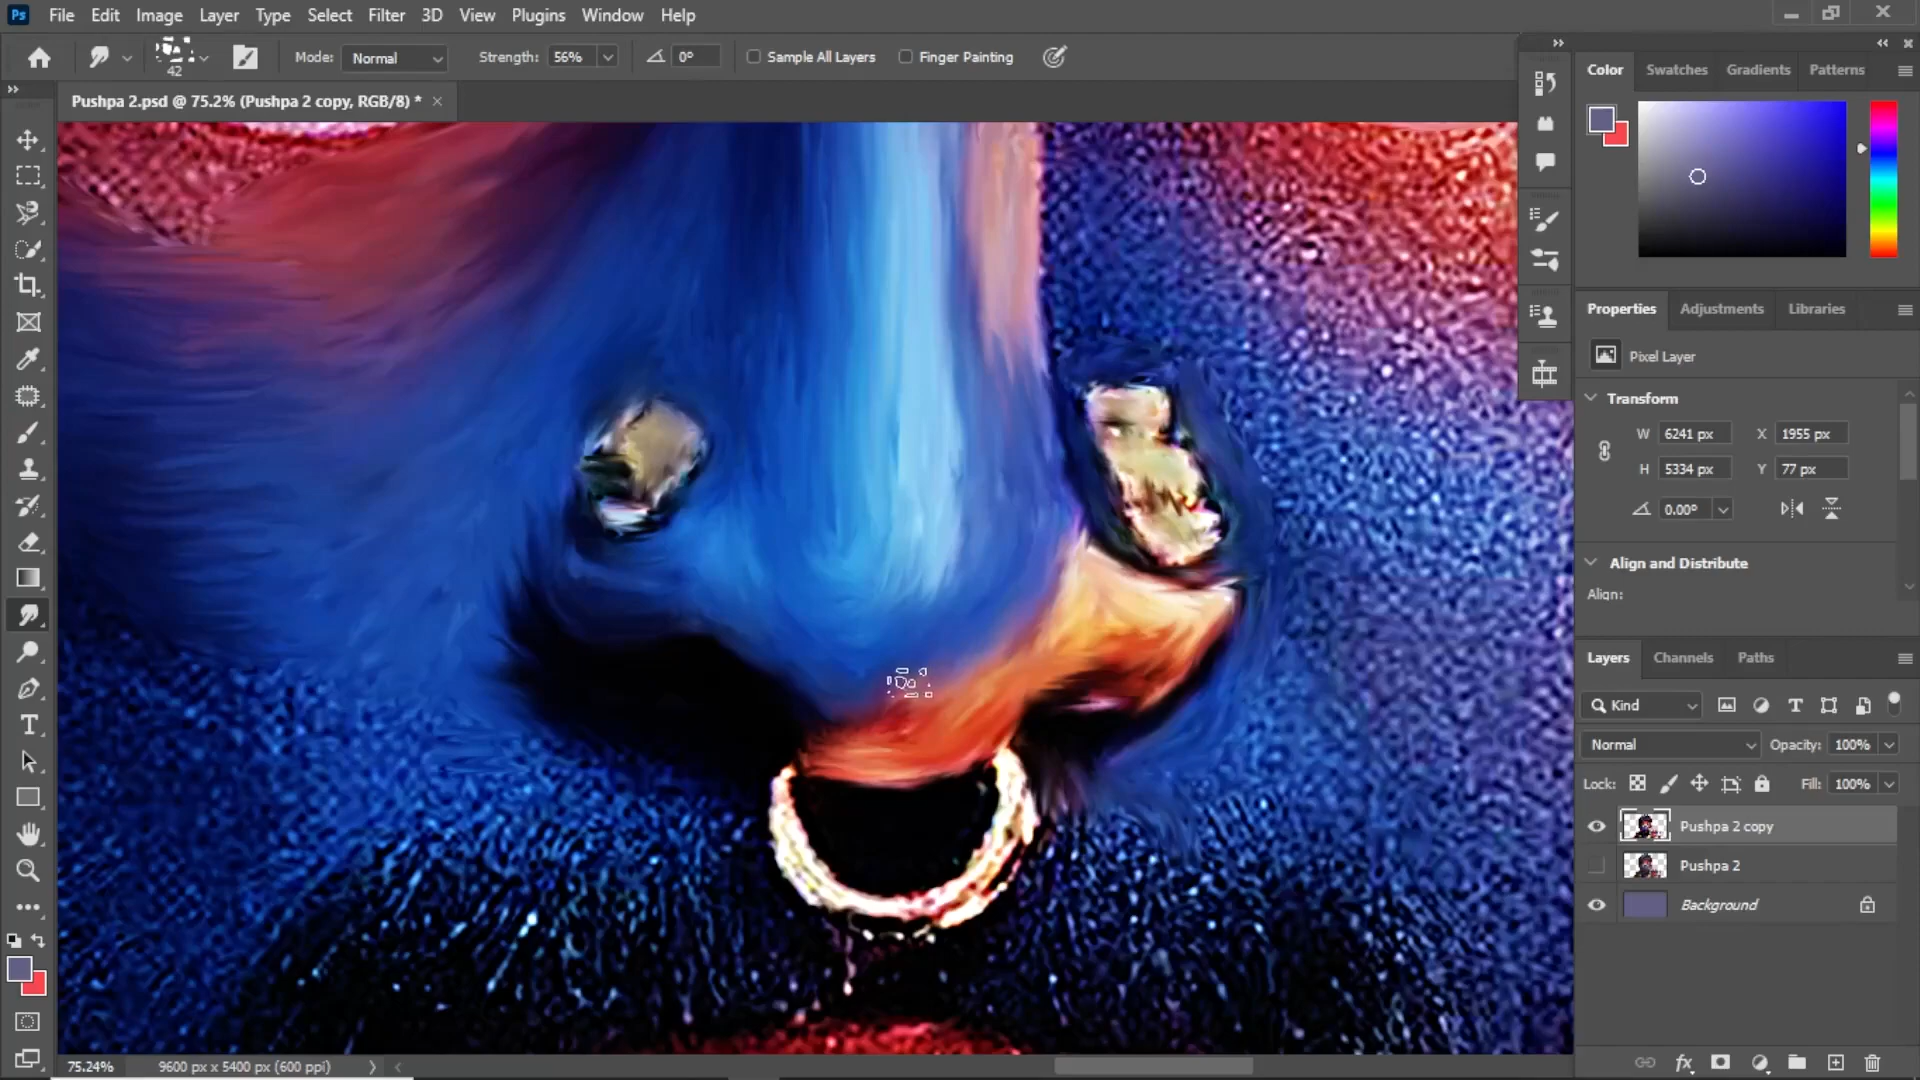 Ps File Edit Image Layer Type Select Filter 3D View Plugins Window Help
42 Mode: Normal Strength: 56% 0° Sample All Layers Finger Painting
Pushpa 2.psd @ 75.2% (Pushpa 2 copy, RGB/8) * ×
Color Swatches Gradients Patterns
Properties Adjustments Libraries
Pixel Layer
Transform
W 6241 px X 1955 px
H 5334 px Y 77 px
0.00°
Align and Distribute
Align:
Layers Channels Paths
Kind
Normal Opacity: 100%
Lock: Fill: 100%
Pushpa 2 copy
Pushpa 2
Background
75.24% 9600 px x 5400 px (600 ppi)